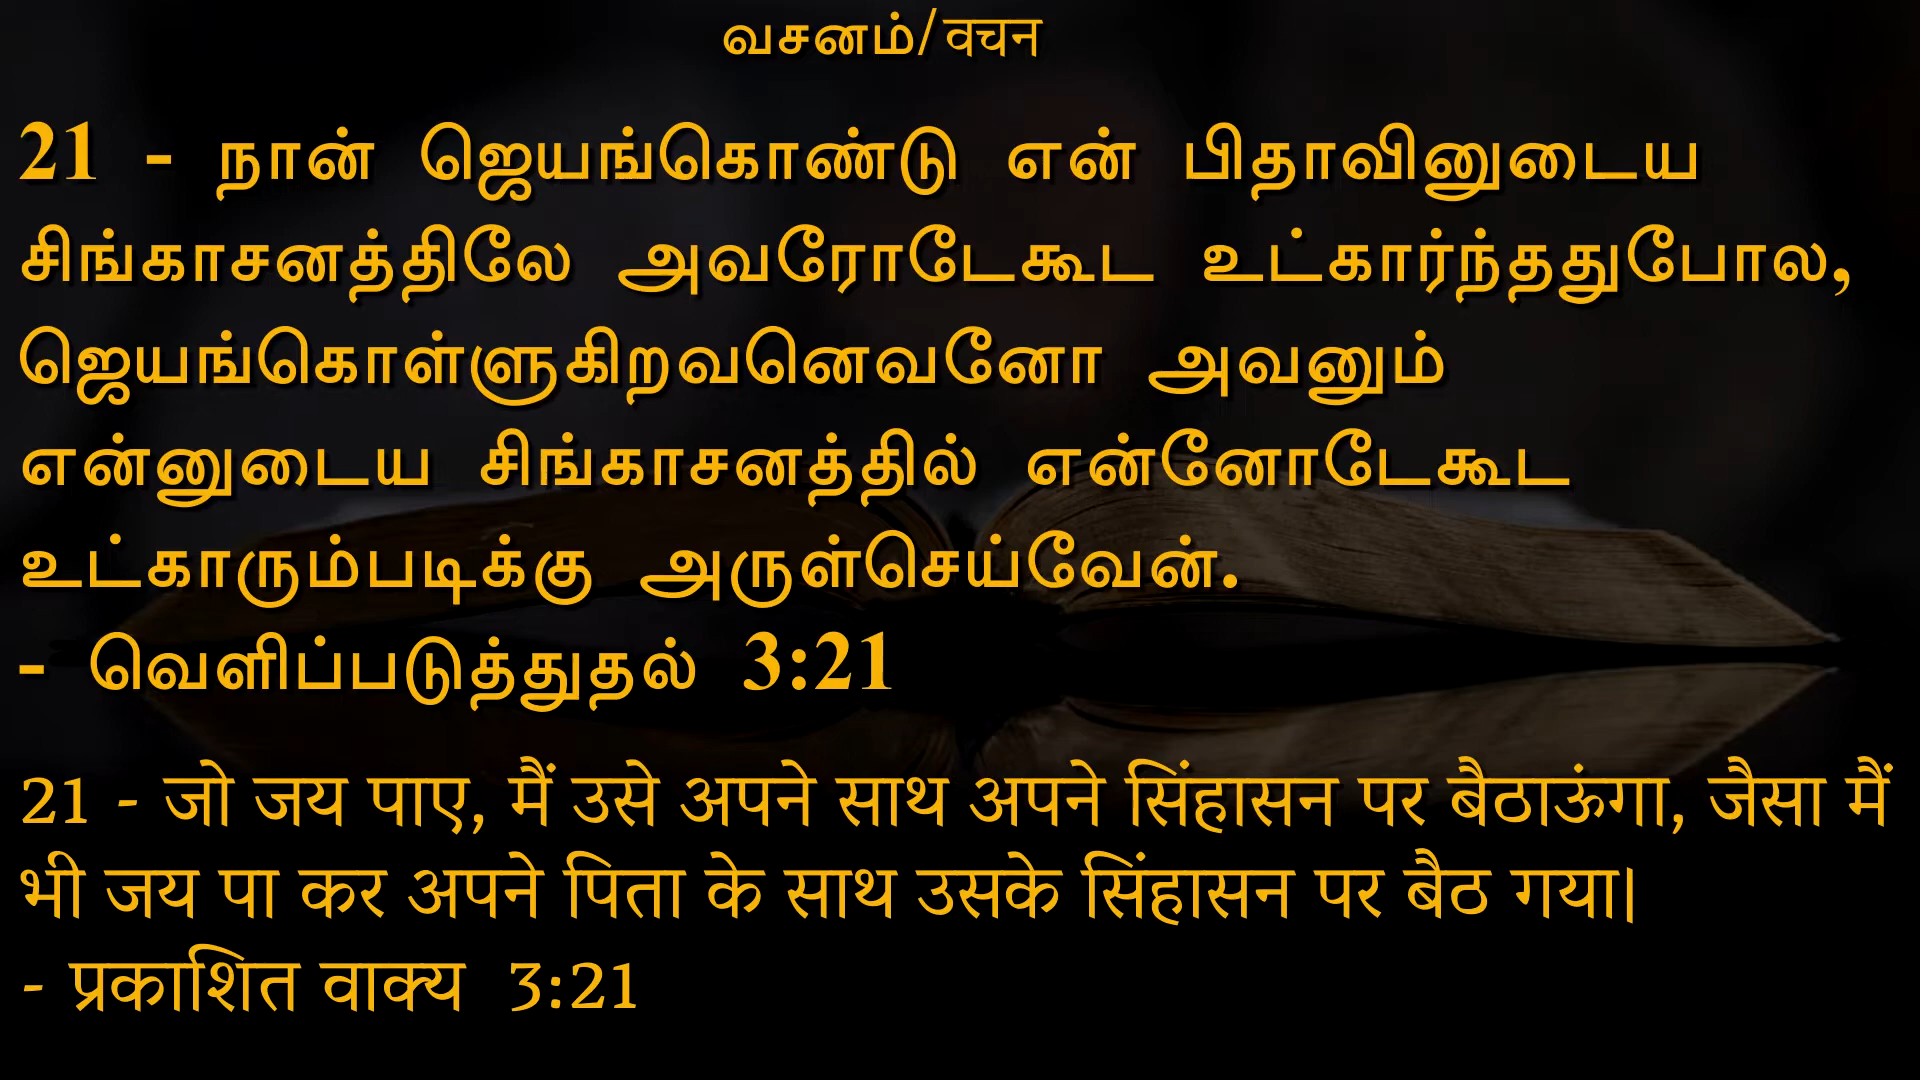 வசனம்/वचन
21 - நான் ஜெயங்கொண்டு என் பிதாவினுடைய
சிங்காசனத்திலே அவரோடேகூட உட்கார்ந்ததுபோல,
ஜெயங்கொள்ளுகிறவனெவனோ அவனும்
என்னுடைய சிங்காசனத்தில் என்னோடேகூட
உட்காரும்படிக்கு அருள்செய்வேன்.
- வெளிப்படுத்துதல் 3:21
21 - जो जय पाए, मैं उसे अपने साथ अपने सिंहासन पर बैठाऊंगा, जैसा मैं
भी जय पा कर अपने पिता के साथ उसके सिंहासन पर बैठ गया।
- प्रकाशित वाक्य 3:21